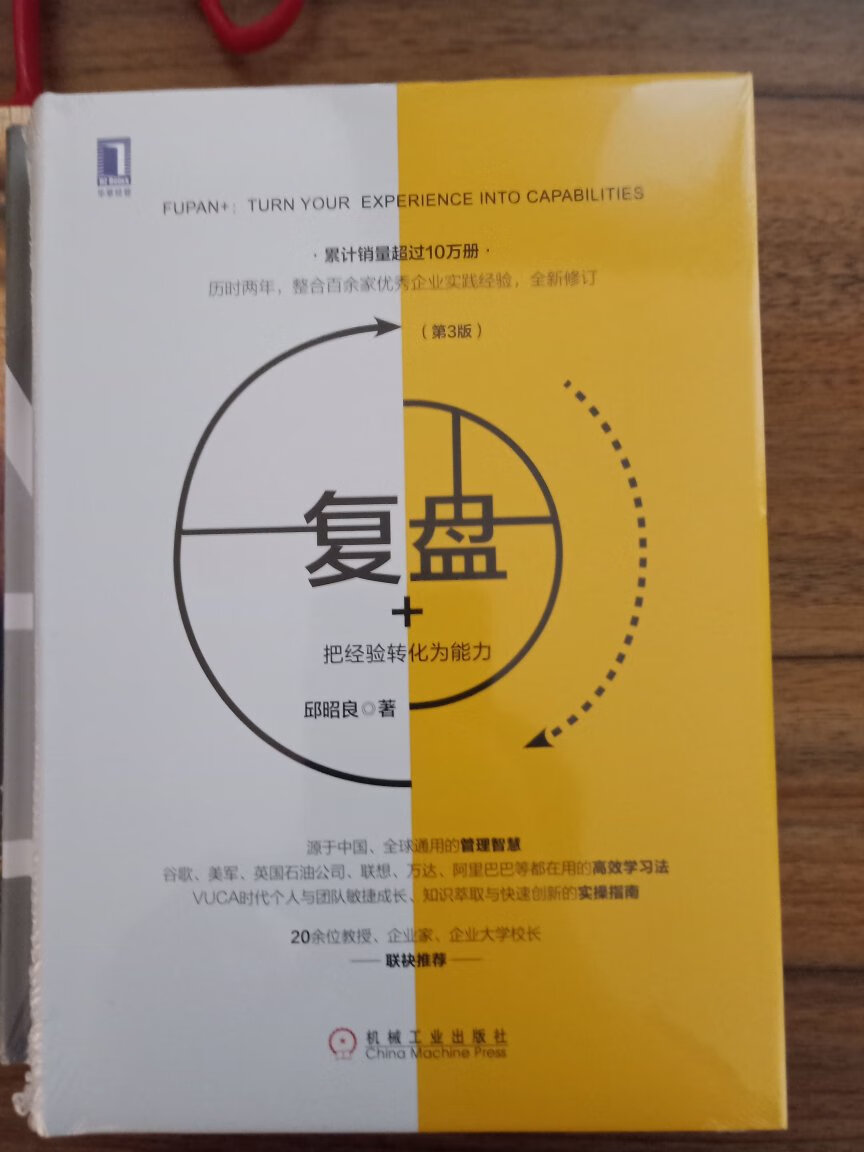 HZ Books
华章经管
FUPAN+: TURN YOUR EXPERIENCE INTO CAPABILITIES
·累计销量超过10万册·
历时两年，整合百余家优秀企业实践经验，全新修订
（第3版）
复盘
+
把经验转化为能力
邱昭良◎著
源于中国、全球通用的管理智慧
谷歌、美军、英国石油公司、联想、万达、阿里巴巴等都在用的高效学习法
VUCA时代个人与团队敏捷成长、知识萃取与快速创新的实操指南
20余位教授、企业家、企业大学校长
联袂推荐
机械工业出版社
China Machine Press